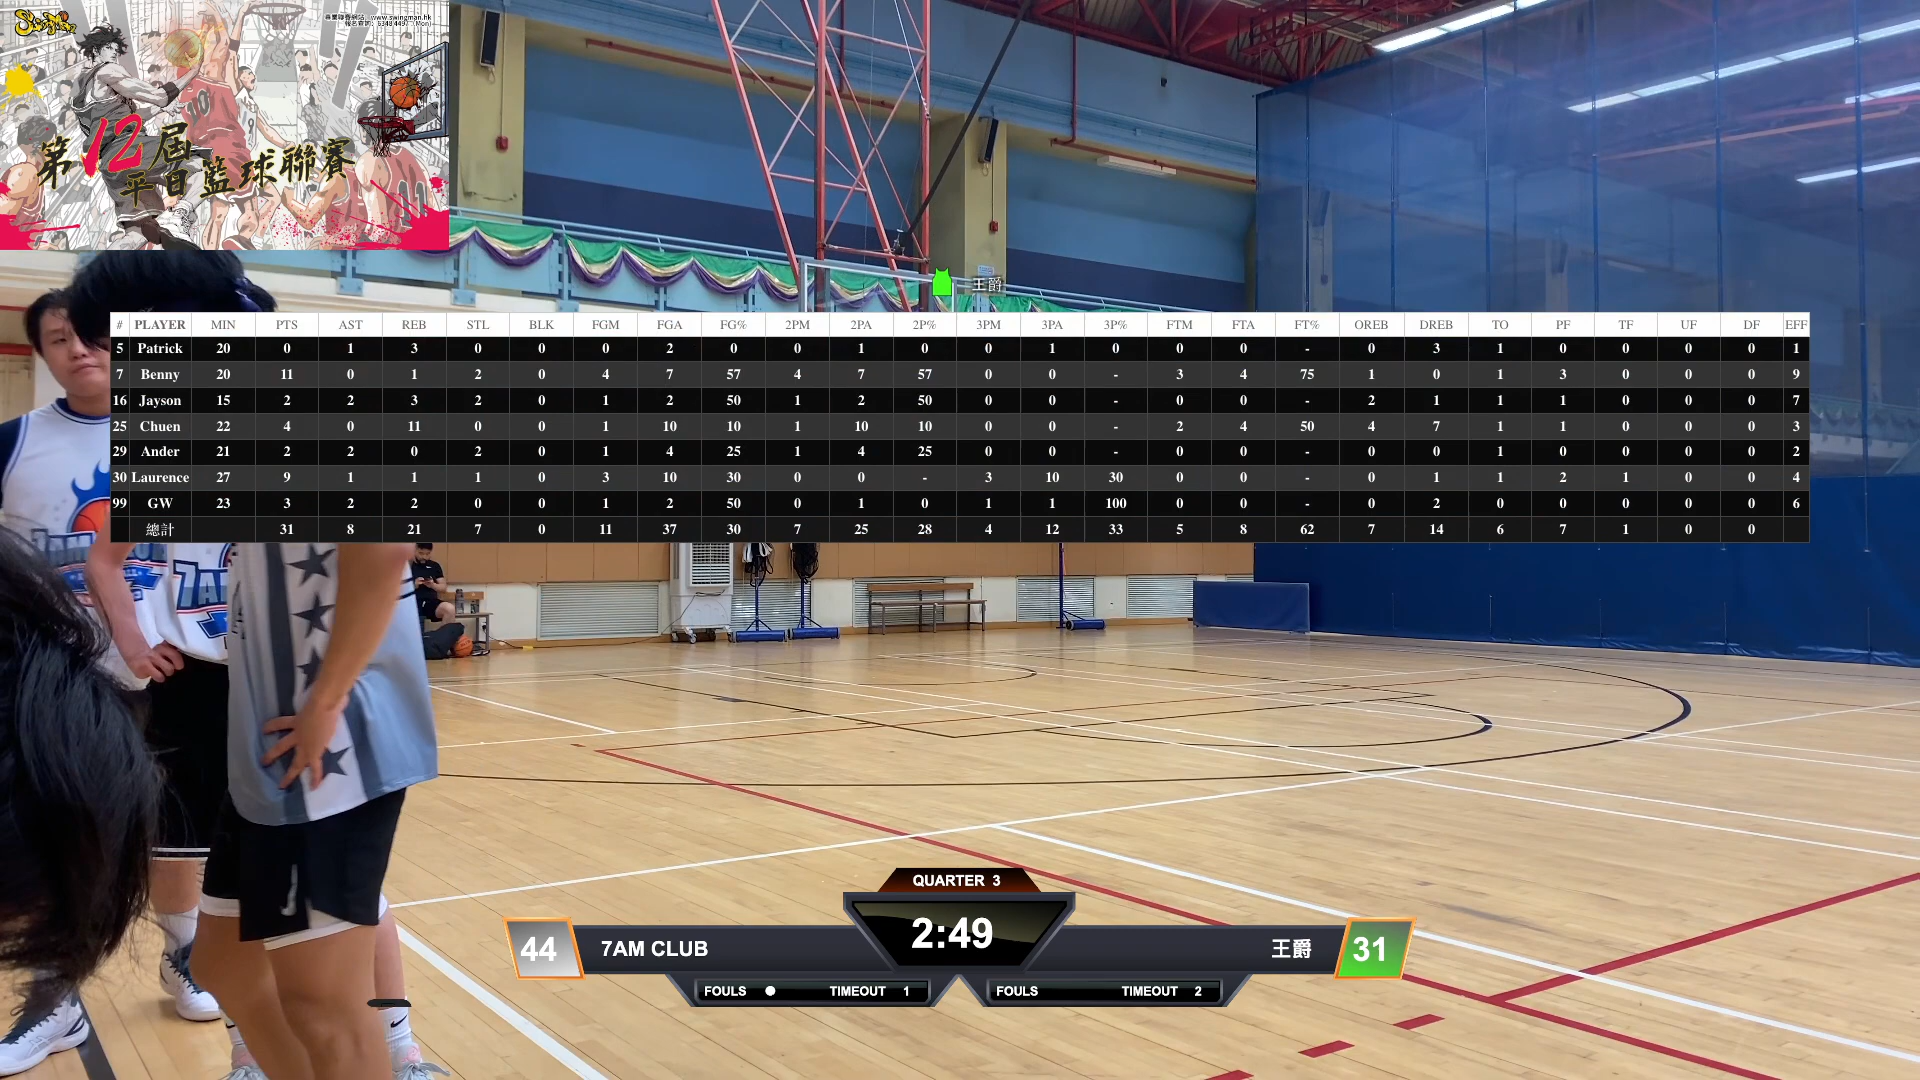 專業聯賽網站: www.swingman.hk
第12屆
平日籃球聯賽
王爵
# PLAYER MIN PTS AST REB STL BLK FGM FGA FG% 2PM 2PA 2P% 3PM 3PA 3P% FTM FTA FT% OREB DREB TO PF TF UF DF EFF
5 Patrick 20 0 1 3 0 0 0 2 0 0 1 0 0 1 0 0 0 - 0 3 1 0 0 0 0 1
7 Benny 20 11 0 1 2 0 4 7 57 4 7 57 0 0 - 3 4 75 1 0 1 3 0 0 0 9
16 Jayson 15 2 2 3 2 0 1 2 50 1 2 50 0 0 - 0 0 - 2 1 1 1 0 0 0 7
25 Chuen 22 4 0 11 0 0 1 10 10 1 10 10 0 0 - 2 4 50 4 7 1 1 0 0 0 3
29 Ander 21 2 2 0 2 0 1 4 25 1 4 25 0 0 - 0 0 - 0 0 1 0 0 0 0 2
30 Laurence 27 9 1 1 1 0 3 10 30 0 0 - 3 10 30 0 0 - 0 1 1 2 1 0 0 4
99 GW 23 3 2 2 0 0 1 2 50 0 1 0 1 1 100 0 0 - 0 2 0 0 0 0 0 6
總計 31 8 21 7 0 11 37 30 7 25 28 4 12 33 5 8 62 7 14 6 7 1 0 0
QUARTER 3
2:49
44 7AM CLUB 王爵 31
FOULS TIMEOUT 1 FOULS TIMEOUT 2